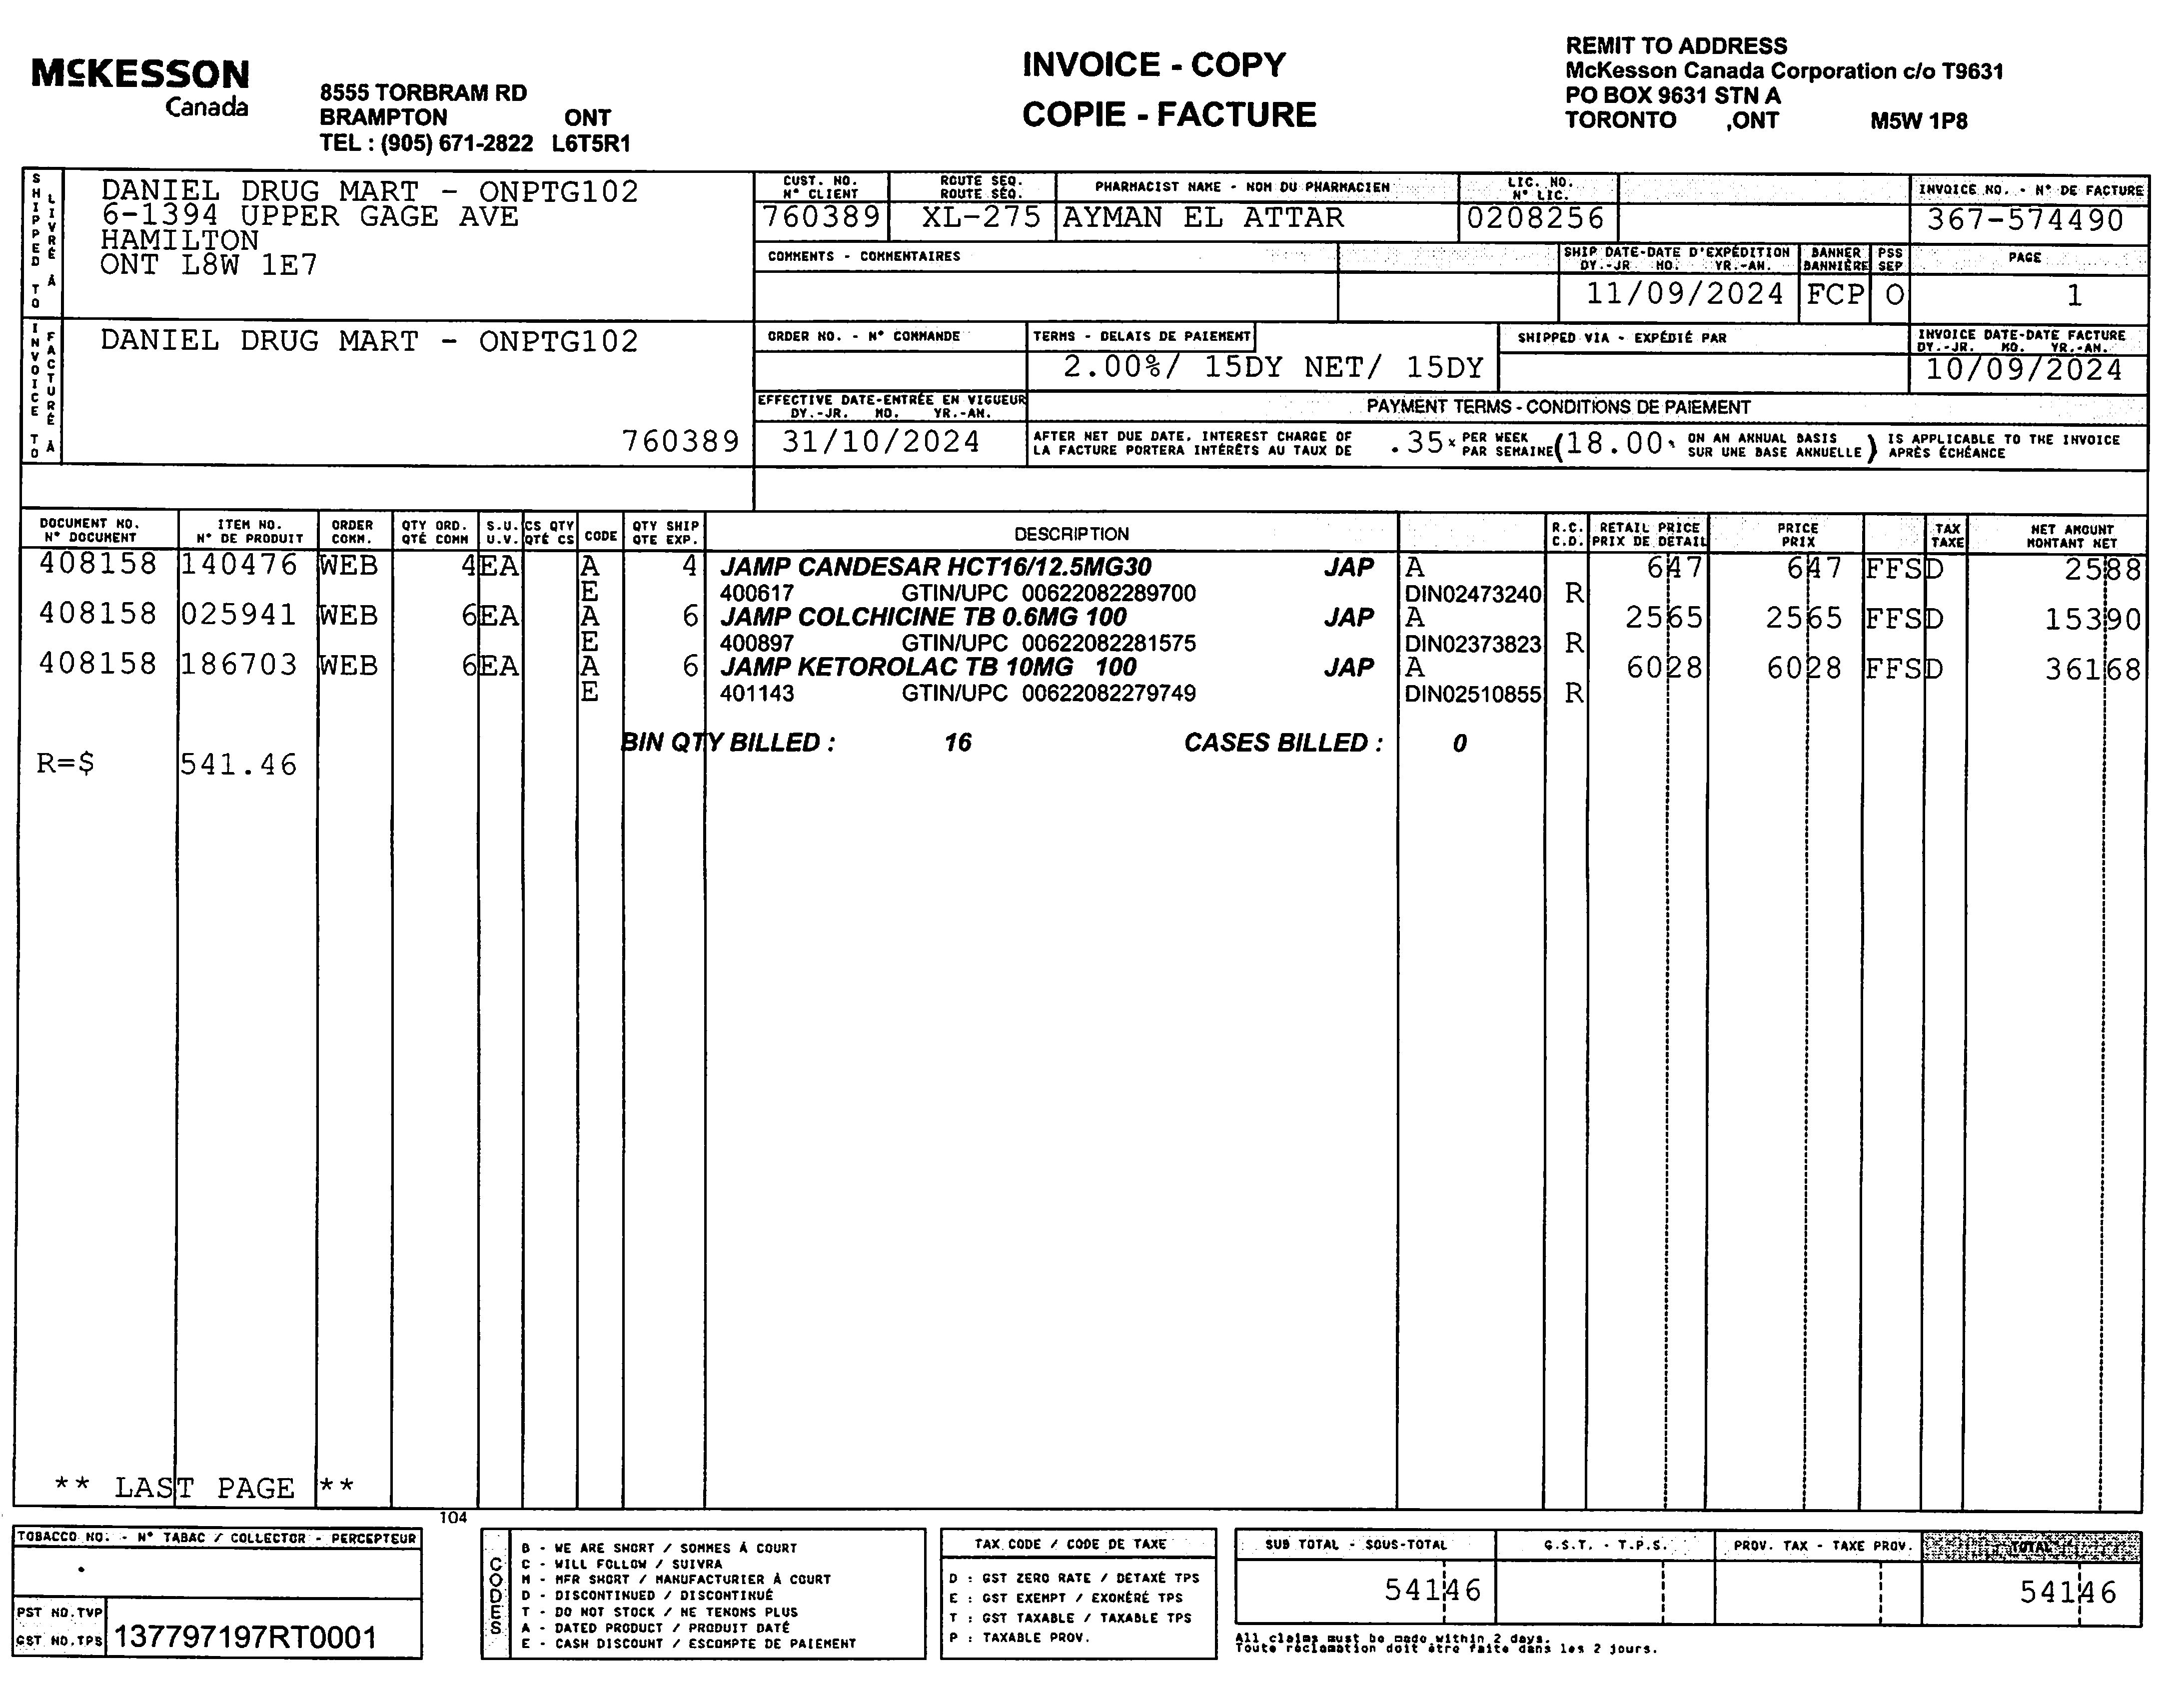 MCKESSON
Canada
8555 TORBRAM RD
BRAMPTON ONT
TEL : (905) 671-2822 L6T5R1
INVOICE - COPY
COPIE - FACTURE
REMIT TO ADDRESS
McKesson Canada Corporation c/o T9631
PO BOX 9631 STN A
TORONTO ,ONT M5W 1P8
SHIPPED TO
LIVRÉ À
DANIEL DRUG MART - ONPTG102
6-1394 UPPER GAGE AVE
HAMILTON
ONT L8W 1E7
CUST. NO. ROUTE SEQ. PHARMACIST NAME - NOM DU PHARMACIEN LIC. NO. INVOICE NO. - N° DE FACTURE
N° CLIENT ROUTE SÉQ. N° LIC.
760389 XL-275 AYMAN EL ATTAR 0208256 367-574490
COMMENTS - COMMENTAIRES SHIP DATE-DATE D'EXPÉDITION BANNER PSS PAGE
DY.-JR MO. YR.-AN. BANNIÈRE SEP
11/09/2024 FCP O 1
INVOICE TO
FACTURÉ À
DANIEL DRUG MART - ONPTG102
760389
ORDER NO. - N° COMMANDE TERMS - DELAIS DE PAIEMENT SHIPPED VIA - EXPÉDIÉ PAR INVOICE DATE-DATE FACTURE
DY.-JR. MO. YR.-AN.
2.00%/ 15DY NET/ 15DY 10/09/2024
EFFECTIVE DATE-ENTRÉE EN VIGUEUR PAYMENT TERMS - CONDITIONS DE PAIEMENT
DY.-JR. MO. YR.-AN.
31/10/2024
AFTER NET DUE DATE, INTEREST CHARGE OF .35% PER WEEK (18.00% ON AN ANNUAL BASIS) IS APPLICABLE TO THE INVOICE
LA FACTURE PORTERA INTÉRÊTS AU TAUX DE PAR SEMAINE SUR UNE BASE ANNUELLE APRÈS ÉCHÉANCE
DOCUMENT NO. ITEM NO. ORDER QTY ORD. S.U. CS QTY CODE QTY SHIP DESCRIPTION R.C. RETAIL PRICE PRICE TAX NET AMOUNT
N° DOCUMENT N° DE PRODUIT COMM. QTÉ COMM U.V. QTÉ CS QTE EXP. C.D. PRIX DE DETAIL PRIX TAXE MONTANT NET
408158 140476 WEB 4 EA A 4 JAMP CANDESAR HCT16/12.5MG30 JAP A 647 647 FFS D 2588
E 400617 GTIN/UPC 00622082289700 DIN02473240 R
408158 025941 WEB 6 EA A 6 JAMP COLCHICINE TB 0.6MG 100 JAP A 2565 2565 FFS D 15390
E 400897 GTIN/UPC 00622082281575 DIN02373823 R
408158 186703 WEB 6 EA A 6 JAMP KETOROLAC TB 10MG 100 JAP A 6028 6028 FFS D 36168
E 401143 GTIN/UPC 00622082279749 DIN02510855 R
BIN QTY BILLED : 16 CASES BILLED : 0
R=$ 541.46
** LAST PAGE **
104
TOBACCO NO. - N° TABAC / COLLECTOR - PERCEPTEUR
PST NO.TVP
GST NO.TPS 137797197RT0001
CODES
B - WE ARE SHORT / SOMMES À COURT
C - WILL FOLLOW / SUIVRA
M - MFR SHORT / MANUFACTURIER À COURT
D - DISCONTINUED / DISCONTINUÉ
T - DO NOT STOCK / NE TENONS PLUS
A - DATED PRODUCT / PRODUIT DATÉ
E - CASH DISCOUNT / ESCOMPTE DE PAIEMENT
TAX CODE / CODE DE TAXE
D : GST ZERO RATE / DÉTAXÉ TPS
E : GST EXEMPT / EXONÉRÉ TPS
T : GST TAXABLE / TAXABLE TPS
P : TAXABLE PROV.
SUB TOTAL - SOUS-TOTAL G.S.T. - T.P.S. PROV. TAX - TAXE PROV. TOTAL
54146 54146
All claims must be made within 2 days.
Toute réclamation doit être faite dans les 2 jours.